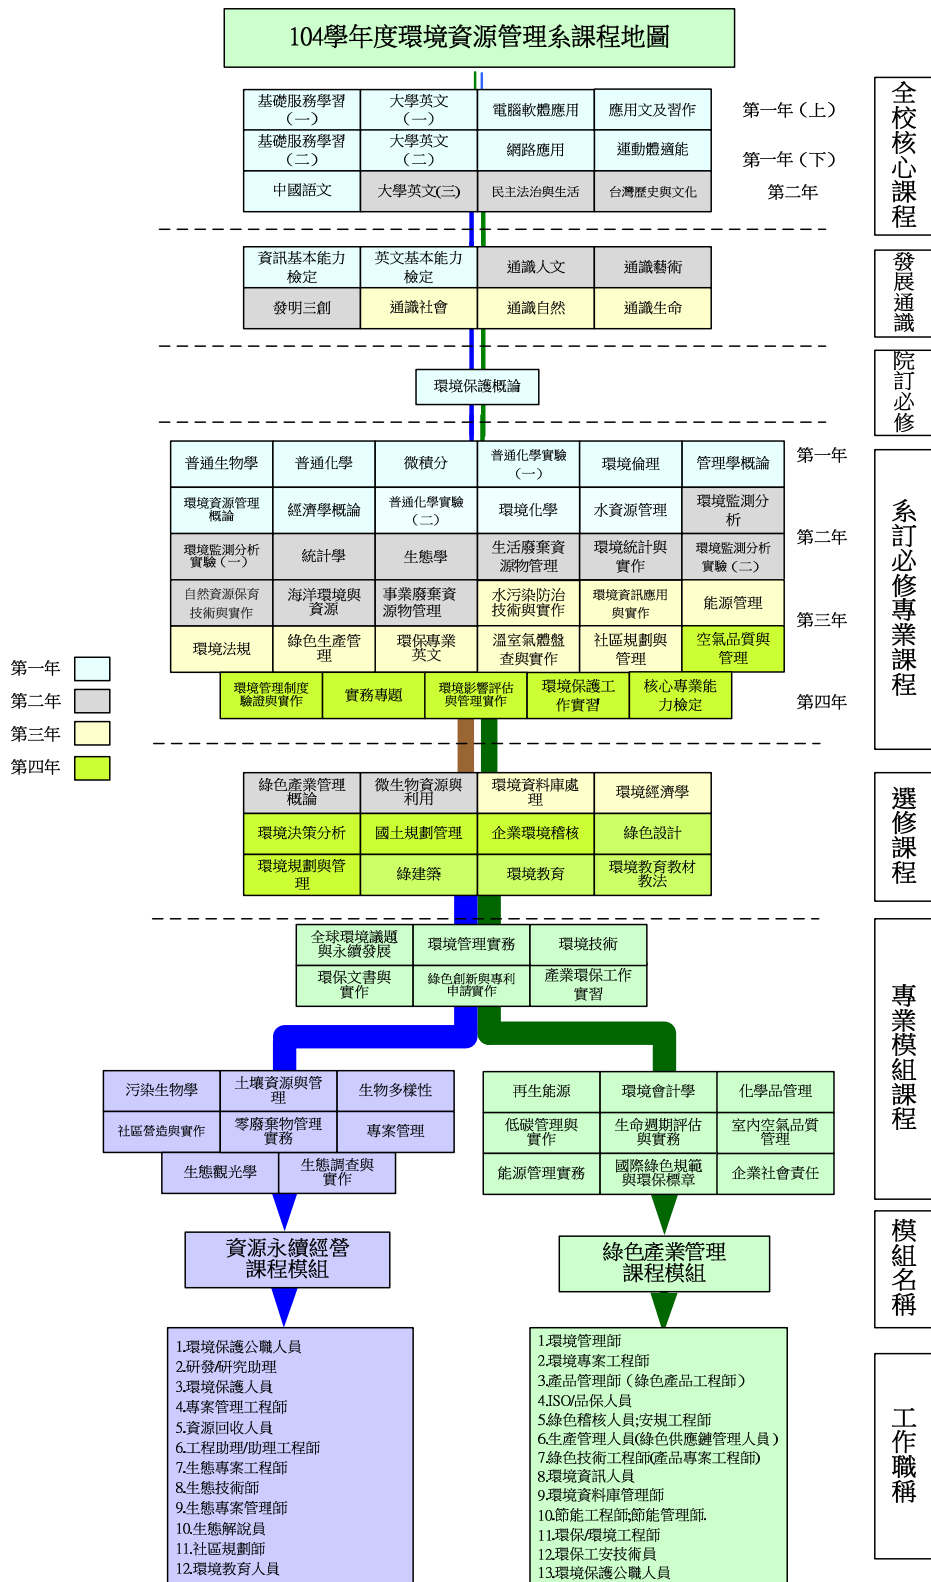 104學年度環境資源管理系課程地圖
全校核心課程
基礎服務學習
（一）
大學英文
（一）
電腦軟體應用
應用文及習作
第一年（上）
基礎服務學習
（二）
大學英文
（二）
網路應用
運動體適能
第一年（下）
中國語文
大學英文(三)
民主法治與生活
台灣歷史與文化
第二年
發展通識
資訊基本能力
檢定
英文基本能力
檢定
通識人文
通識藝術
發明三創
通識社會
通識自然
通識生命
院訂必修
環境保護概論
系訂必修專業課程
普通生物學
普通化學
微積分
普通化學實驗
（一）
環境倫理
管理學概論
第一年
環境資源管理
概論
經濟學概論
普通化學實驗
（二）
環境化學
水資源管理
環境監測分
析
第二年
環境監測分析
實驗（一）
統計學
生態學
生活廢棄資
源物管理
環境統計與
實作
環境監測分析
實驗（二）
自然資源保育
技術與實作
海洋環境與
資源
事業廢棄資
源物管理
水污染防治
技術與實作
環境資訊應用
與實作
能源管理
第三年
環境法規
綠色生產管
理
環保專業
英文
溫室氣體盤
查與實作
社區規劃與
管理
空氣品質與
管理
環境管理制度
驗證與實作
實務專題
環境影響評估
與管理實作
環境保護工
作實習
核心專業能
力檢定
第四年
第一年
第二年
第三年
第四年
選修課程
綠色產業管理
概論
微生物資源與
利用
環境資料庫處
理
環境經濟學
環境決策分析
國土規劃管理
企業環境稽核
綠色設計
環境規劃與管
理
綠建築
環境教育
環境教育教材
教法
專業模組課程
全球環境議題
與永續發展
環境管理實務
環境技術
環保文書與
實作
綠色創新與專利
申請實作
產業環保工作
實習
污染生物學
土壤資源與管
理
生物多樣性
社區營造與實作
零廢棄物管理
實務
專案管理
生態觀光學
生態調查與
實作
再生能源
環境會計學
化學品管理
低碳管理與
實作
生命週期評估
與實務
室內空氣品質
管理
能源管理實務
國際綠色規範
與環保標章
企業社會責任
模組名稱
資源永續經營
課程模組
綠色產業管理
課程模組
工作職稱
1.環境保護公職人員
2.研發/研究助理
3.環境保護人員
4.專案管理工程師
5.資源回收人員
6.工程助理/助理工程師
7.生態專案工程師
8.生態技術師
9.生態專案管理師
10.生態解說員
11.社區規劃師
12.環境教育人員
1.環境管理師
2.環境專案工程師
3.產品管理師（綠色產品工程師）
4.ISO/品保人員
5.綠色稽核人員;安規工程師
6.生產管理人員(綠色供應鏈管理人員)
7.綠色技術工程師(產品專案工程師)
8.環境資訊人員
9.環境資料庫管理師
10.節能工程師;節能管理師.
11.環保/環境工程師
12.環保工安技術員
13.環境保護公職人員